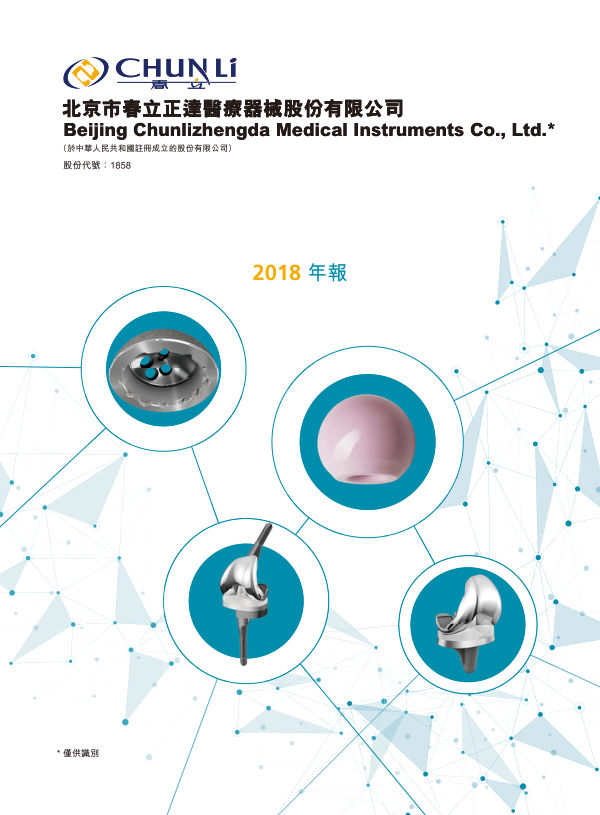 CHUNLi
春立
北京市春立正達醫療器械股份有限公司
Beijing Chunlizhengda Medical Instruments Co., Ltd.*
(於中華人民共和國註冊成立的股份有限公司)
股份代號：1858
2018 年報
* 僅供識別